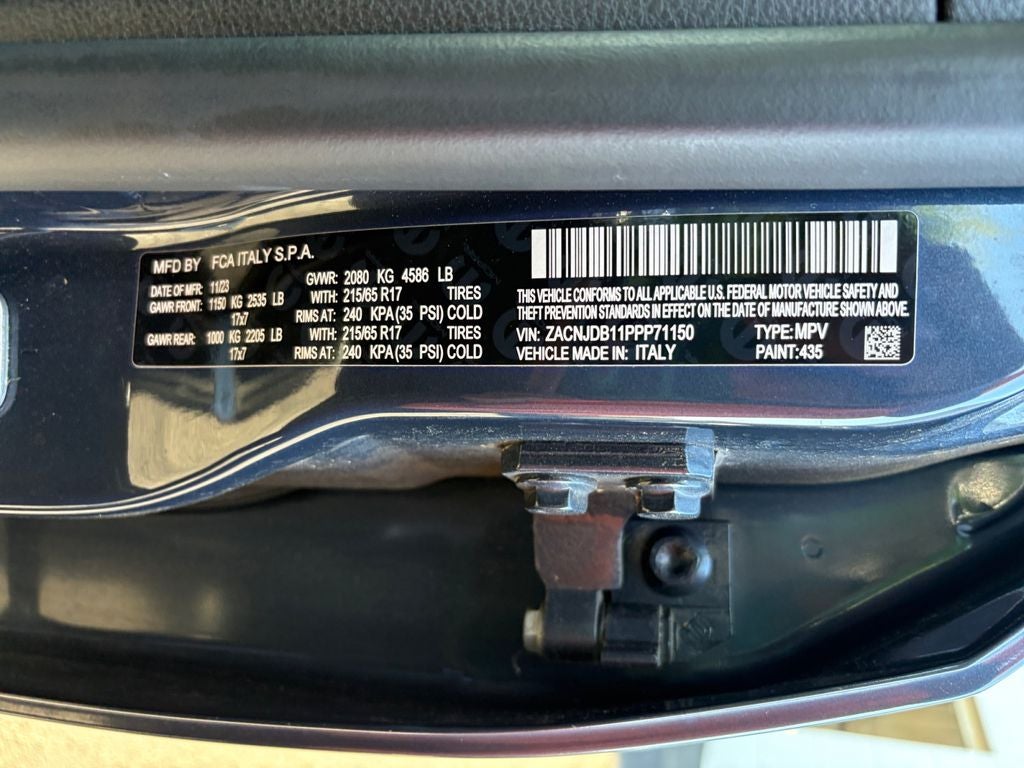 MFD BY FCA ITALY S.P.A.
DATE OF MFR: 11/23 GVWR: 2080 KG 4586 LB
GAWR FRONT: 1150 KG 2535 LB WITH: 215/65 R17 TIRES
17x7 RIMS AT: 240 KPA (35 PSI) COLD
GAWR REAR: 1000 KG 2205 LB WITH: 215/65 R17 TIRES
17x7 RIMS AT: 240 KPA (35 PSI) COLD
THIS VEHICLE CONFORMS TO ALL APPLICABLE U.S. FEDERAL MOTOR VEHICLE SAFETY AND
THEFT PREVENTION STANDARDS IN EFFECT ON THE DATE OF MANUFACTURE SHOWN ABOVE.
VIN: ZACNJDB11PPP71150 TYPE: MPV
VEHICLE MADE IN: ITALY PAINT: 435